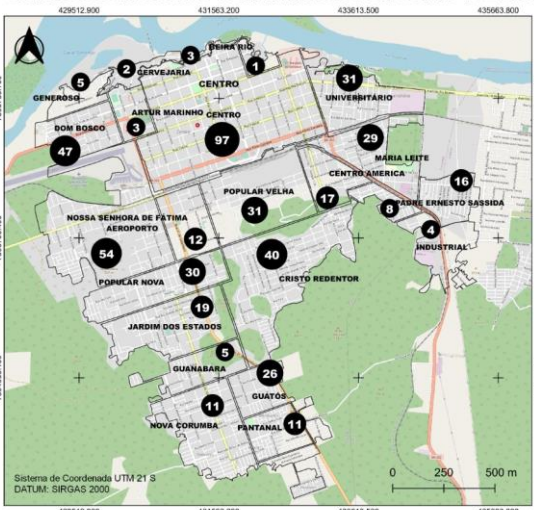 429512.900 431563.200 433613.500 435663.800
BEIRA RIO
3
1
2
CERVEJARIA
5
CENTRO
31
GENEROSO
UNIVERSITÁRIO
ARTUR MARINHO
CENTRO
DOM BOSCO
3
97
29
47
MARIA LEITE
CENTRO AMERICA
16
POPULAR VELHA
17
PADRE ERNESTO SASSIDA
31
8
NOSSA SENHORA DE FÁTIMA
AEROPORTO
4
12
INDUSTRIAL
54
40
30
POPULAR NOVA
CRISTO REDENTOR
19
JARDIM DOS ESTADOS
5
GUANABARA
26
GUATÓS
11
NOVA CORUMBA
PANTANAL
11
Sistema de Coordenada UTM 21 S
DATUM: SIRGAS 2000
0 250 500 m